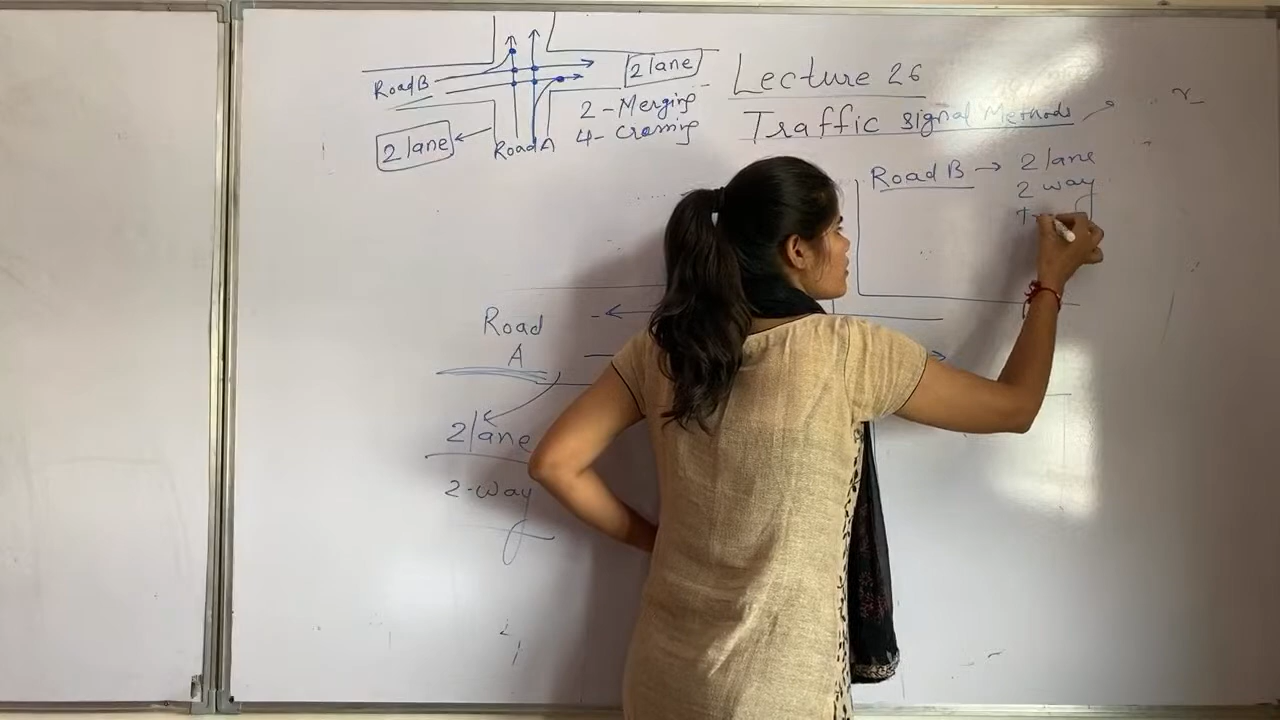 Road B
2 lane
Road A
2 lane
2 - Merging
4 - Crossing
Lecture 26
Traffic signal Methods
Road B → 2 lane
2 way
Road
A
2 lane
2-way